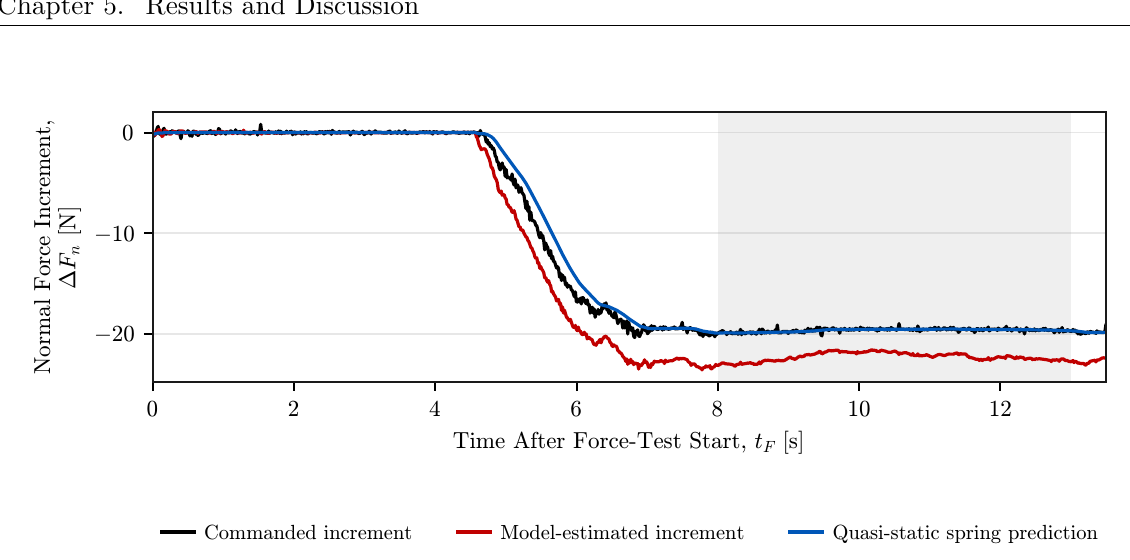 Chapter 5. Results and Discussion
Normal Force Increment,
ΔFₙ [N]
0
−10
−20
0 2 4 6 8 10 12
Time After Force-Test Start, t_F [s]
Commanded increment Model-estimated increment Quasi-static spring prediction